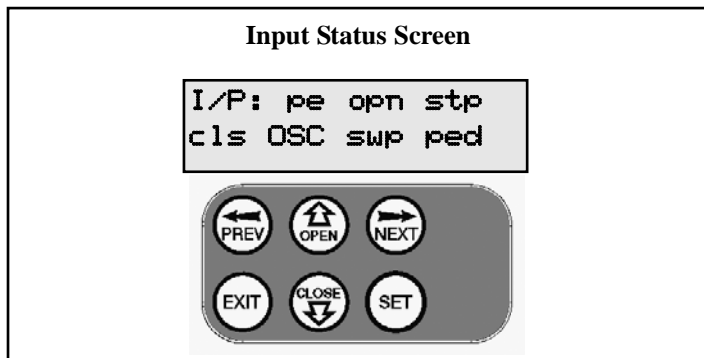 Input Status Screen
I/P: pe opn stp
cls OSC swp ped
PREV OPEN NEXT
EXIT CLOSE SET